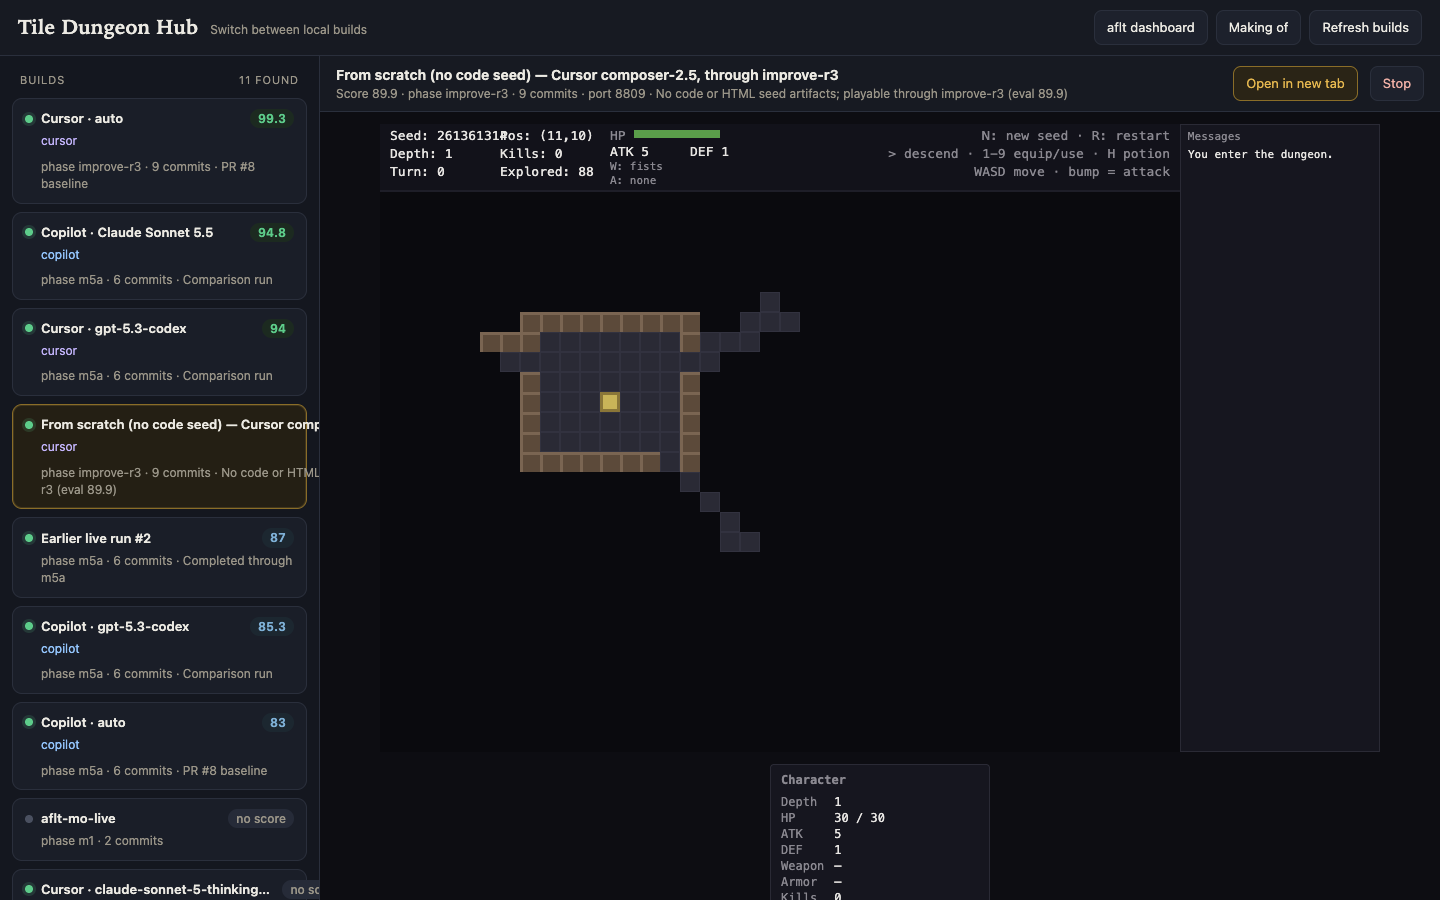 Tile Dungeon Hub Switch between local builds
aflt dashboard
Making of
Refresh builds
BUILDS 11 FOUND
Cursor · auto 99.3
cursor
phase improve-r3 · 9 commits · PR #8
baseline
Copilot · Claude Sonnet 5.5 94.8
copilot
phase m5a · 6 commits · Comparison run
Cursor · gpt-5.3-codex 94
cursor
phase m5a · 6 commits · Comparison run
From scratch (no code seed) — Cursor comp
cursor
phase improve-r3 · 9 commits · No code or HTML
r3 (eval 89.9)
Earlier live run #2 87
phase m5a · 6 commits · Completed through
m5a
Copilot · gpt-5.3-codex 85.3
copilot
phase m5a · 6 commits · Comparison run
Copilot · auto 83
copilot
phase m5a · 6 commits · PR #8 baseline
aflt-mo-live no score
phase m1 · 2 commits
Cursor · claude-sonnet-5-thinking... no sc
From scratch (no code seed) — Cursor composer-2.5, through improve-r3
Score 89.9 · phase improve-r3 · 9 commits · port 8809 · No code or HTML seed artifacts; playable through improve-r3 (eval 89.9)
Open in new tab
Stop
Seed: 26136131 Pos: (11,10) HP
Depth: 1 Kills: 0 ATK 5 DEF 1
Turn: 0 Explored: 88 W: fists
A: none
N: new seed · R: restart
> descend · 1–9 equip/use · H potion
WASD move · bump = attack
Messages
You enter the dungeon.
Character
Depth 1
HP 30 / 30
ATK 5
DEF 1
Weapon —
Armor —
Kills 0